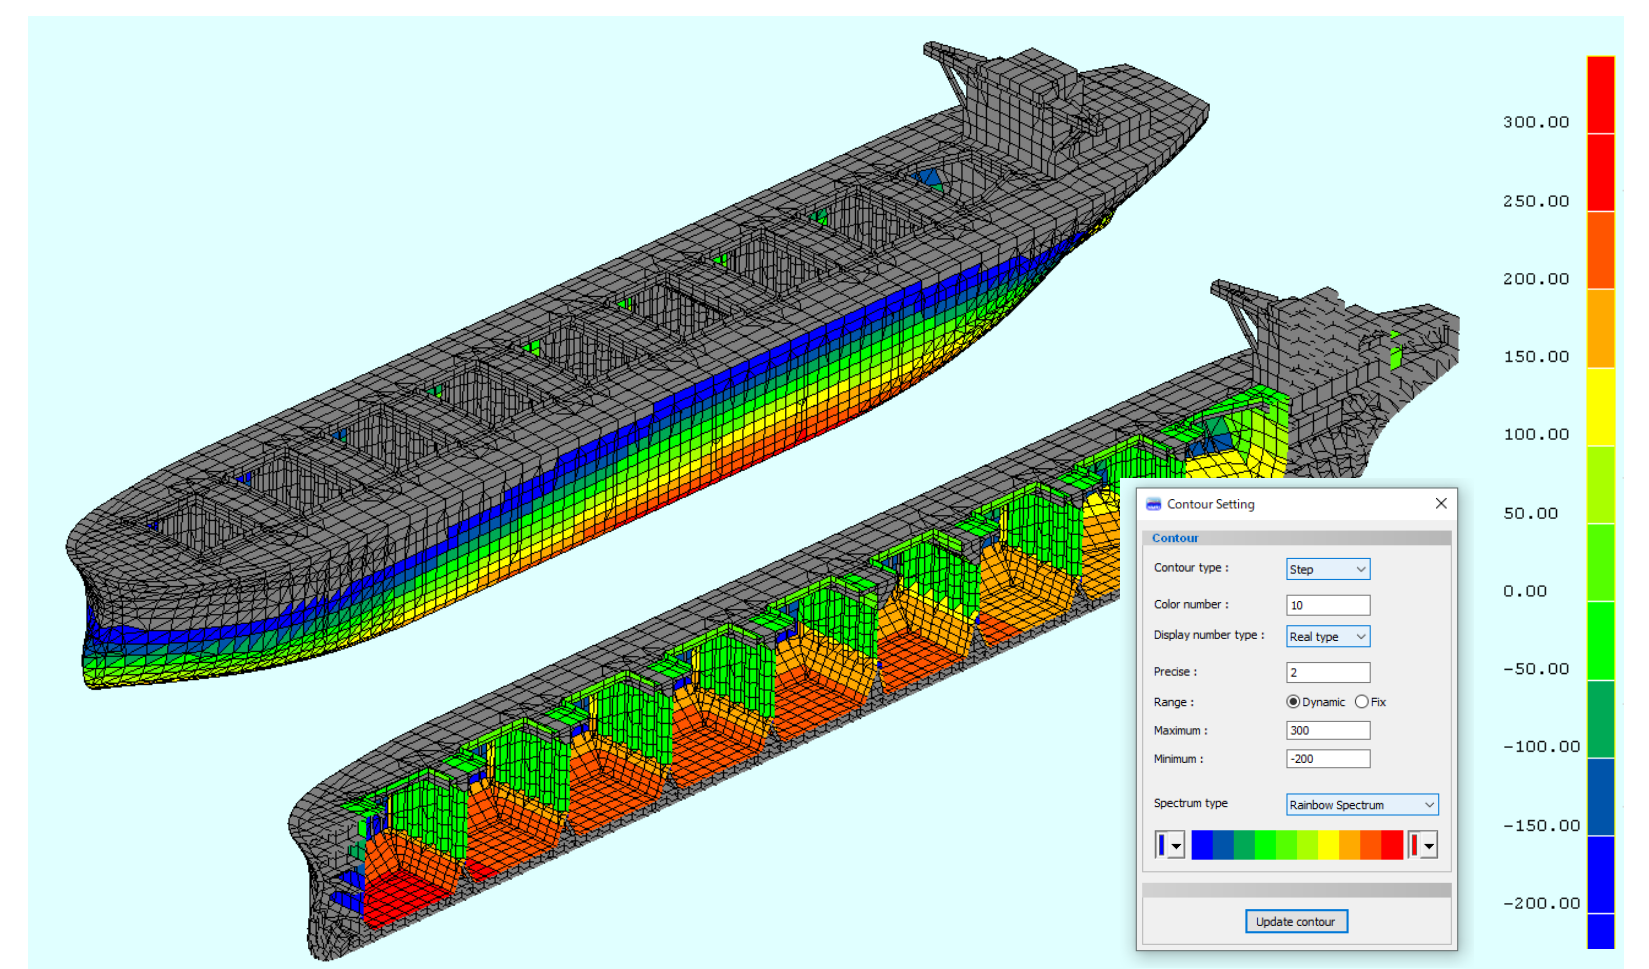 300.00
250.00
200.00
150.00
100.00
50.00
0.00
-50.00
-100.00
-150.00
-200.00
Contour Setting
Contour
Contour type : Step
Color number : 10
Display number type : Real type
Precise : 2
Range : Dynamic Fix
Maximum : 300
Minimum : -200
Spectrum type Rainbow Spectrum
Update contour